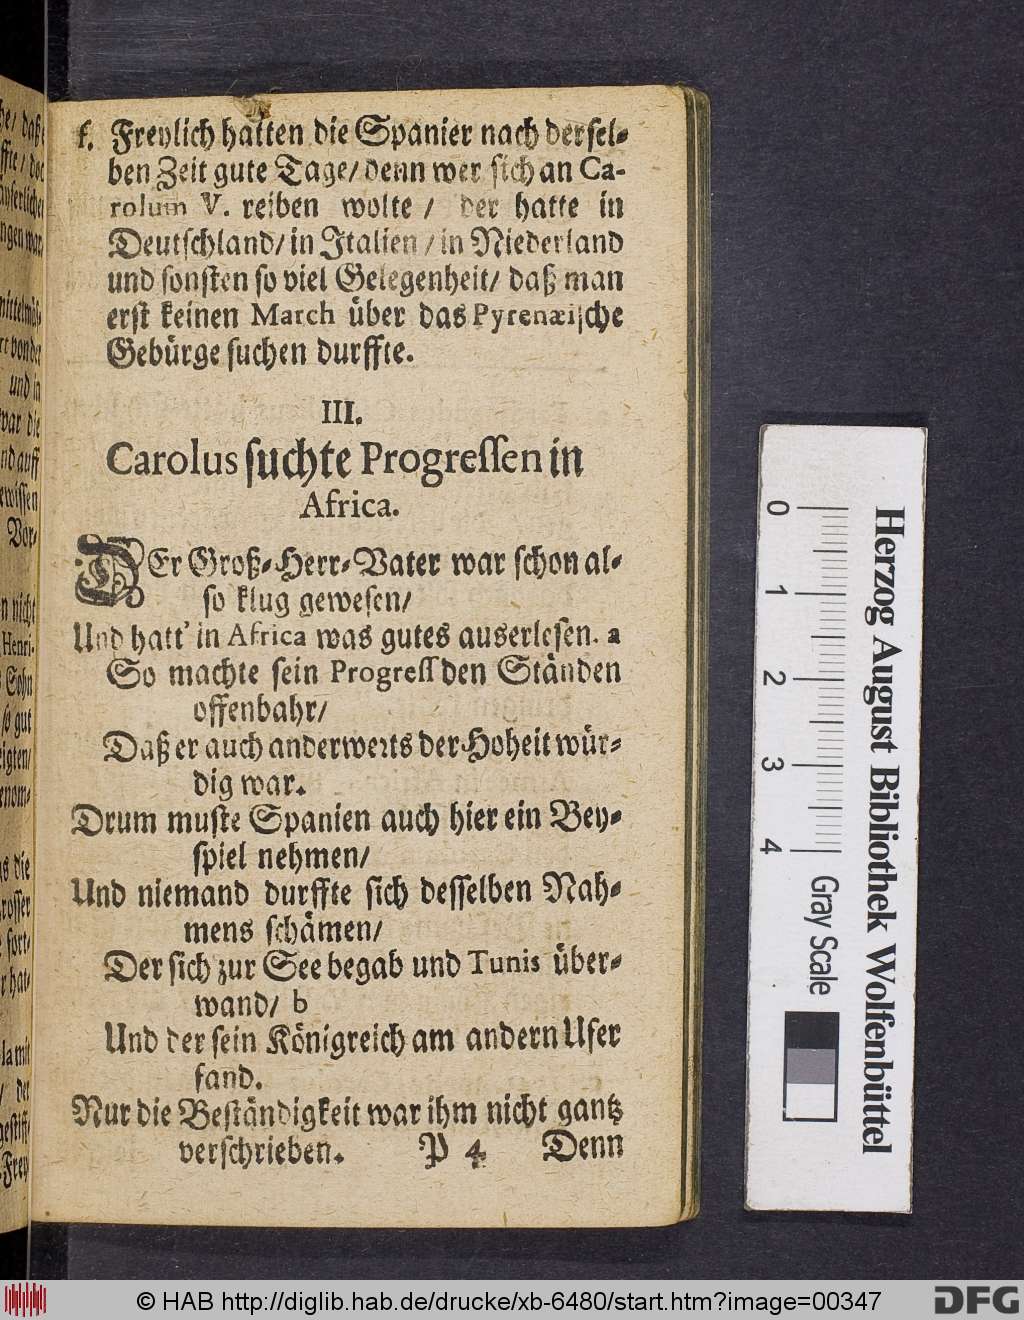 f. Freylich hatten die Spanier nach dersel-
ben Zeit gute Tage/ denn wer sich an Ca-
rolum V. reiben wolte / der hatte in
Deutschland/ in Italien / in Niederland
und sonsten so viel Gelegenheit/ daß man
erst keinen March über das Pyrenæische
Gebürge suchen durffte.
III.
Carolus suchte Progressen in
Africa.
DEr Groß-Herr-Vater war schon al-
so klug gewesen/
Und hatt' in Africa was gutes auserlesen. a
So machte sein Progress den Ständen
offenbahr/
Daß er auch anderwerts der Hoheit wür-
dig war.
Drum muste Spanien auch hier ein Bey-
spiel nehmen/
Und niemand durffte sich desselben Nah-
mens schämen/
Der sich zur See begab und Tunis über-
wand/ b
Und der sein Königreich am andern Ufer
fand.
Nur die Beständigkeit war ihm nicht gantz
verschrieben. P 4 Denn
0 1 2 3 4 Gray Scale
Herzog August Bibliothek Wolfenbüttel
© HAB http://diglib.hab.de/drucke/xb-6480/start.htm?image=00347
DFG